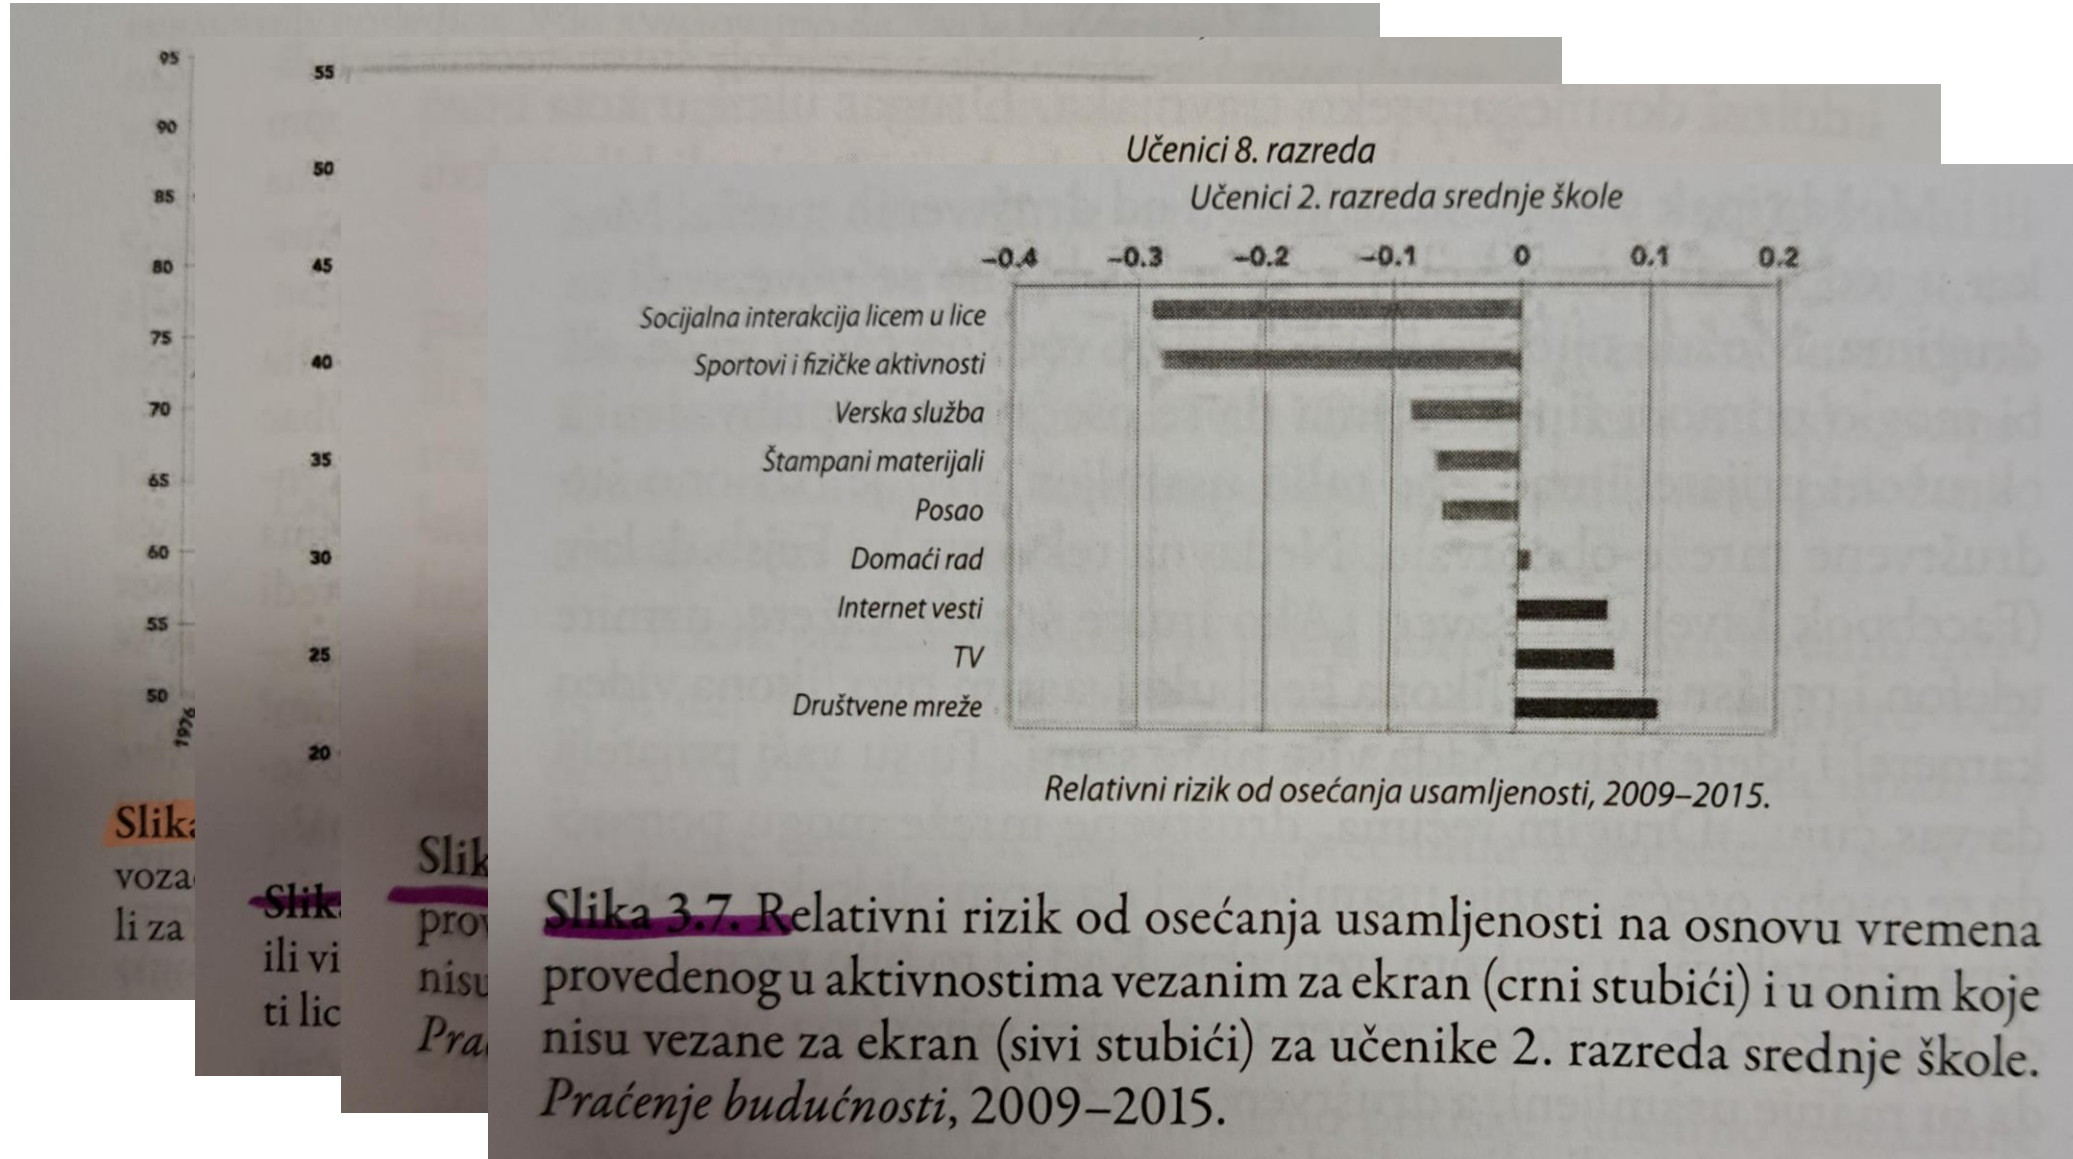 95
90
85
80
75
70
65
60
55
50
1976
Slika
voza
li za
55
50
45
40
35
30
25
20
Slik
ili vi
ti lic
Učenici 8. razreda
Slik
prov
nisu
Pra
Učenici 2. razreda srednje škole
-0.4 -0.3 -0.2 -0.1 0 0.1 0.2
Socijalna interakcija licem u lice
Sportovi i fizičke aktivnosti
Verska služba
Štampani materijali
Posao
Domaći rad
Internet vesti
TV
Društvene mreže
Relativni rizik od osećanja usamljenosti, 2009–2015.
Slika 3.7. Relativni rizik od osećanja usamljenosti na osnovu vremena
provedenog u aktivnostima vezanim za ekran (crni stubići) i u onim koje
nisu vezane za ekran (sivi stubići) za učenike 2. razreda srednje škole.
Praćenje budućnosti, 2009–2015.